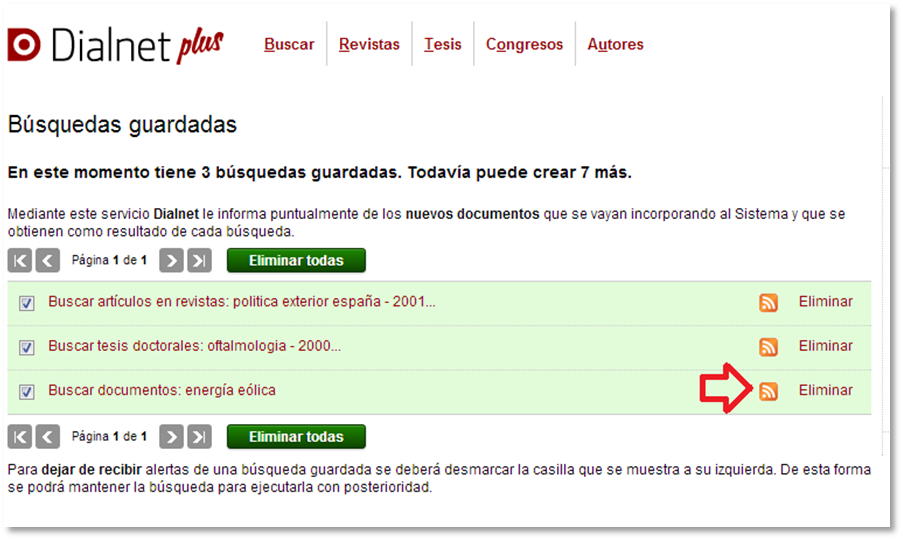 Dialnet plus
Buscar Revistas Tesis Congresos Autores
Búsquedas guardadas
En este momento tiene 3 búsquedas guardadas. Todavía puede crear 7 más.
Mediante este servicio Dialnet le informa puntualmente de los nuevos documentos que se vayan incorporando al Sistema y que se
obtienen como resultado de cada búsqueda.
Página 1 de 1 Eliminar todas
Buscar artículos en revistas: politica exterior españa - 2001... Eliminar
Buscar tesis doctorales: oftalmologia - 2000... Eliminar
Buscar documentos: energía eólica Eliminar
Página 1 de 1 Eliminar todas
Para dejar de recibir alertas de una búsqueda guardada se deberá desmarcar la casilla que se muestra a su izquierda. De esta forma
se podrá mantener la búsqueda para ejecutarla con posterioridad.